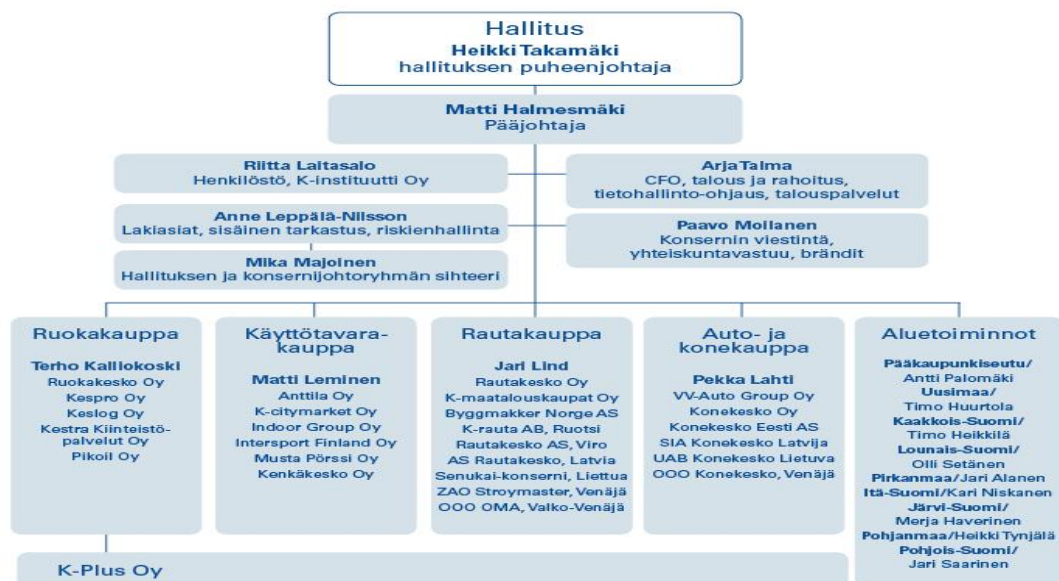 Hallitus
Heikki Takamäki
hallituksen puheenjohtaja
Matti Halmesmäki
Pääjohtaja
Riitta Laitasalo
Henkilöstö, K-instituutti Oy
Arja Talma
CFO, talous ja rahoitus,
tietohallinto-ohjaus, talouspalvelut
Anne Leppälä-Nilsson
Lakiasiat, sisäinen tarkastus, riskienhallinta
Paavo Moilanen
Konsernin viestintä,
yhteiskuntavastuu, brändit
Mika Majoinen
Hallituksen ja konsernijohtoryhmän sihteeri
Ruokakauppa
Terho Kalliokoski
Ruokakesko Oy
Kespro Oy
Keslog Oy
Kestra Kiinteistö-
palvelut Oy
Pikoil Oy
Käyttötavara-
kauppa
Matti Leminen
Anttila Oy
K-citymarket Oy
Indoor Group Oy
Intersport Finland Oy
Musta Pörssi Oy
Kenkäkesko Oy
Rautakauppa
Jari Lind
Rautakesko Oy
K-maatalouskaupat Oy
Byggmakker Norge AS
K-rauta AB, Ruotsi
Rautakesko AS, Viro
AS Rautakesko, Latvia
Senukai-konserni, Liettua
ZAO Stroymaster, Venäjä
OOO OMA, Valko-Venäjä
Auto- ja
konekauppa
Pekka Lahti
VV-Auto Group Oy
Konekesko Oy
Konekesko Eesti AS
SIA Konekesko Latvija
UAB Konekesko Lietuva
OOO Konekesko, Venäjä
Aluetoiminnot
Pääkaupunkiseutu/
Antti Palomäki
Uusimaa/
Timo Huurtola
Kaakkois-Suomi/
Timo Heikkilä
Lounais-Suomi/
Olli Setänen
Pirkanmaa/Jari Alanen
Itä-Suomi/Kari Niskanen
Järvi-Suomi/
Merja Haverinen
Pohjanmaa/Heikki Tynjälä
Pohjois-Suomi/
Jari Saarinen
K-Plus Oy